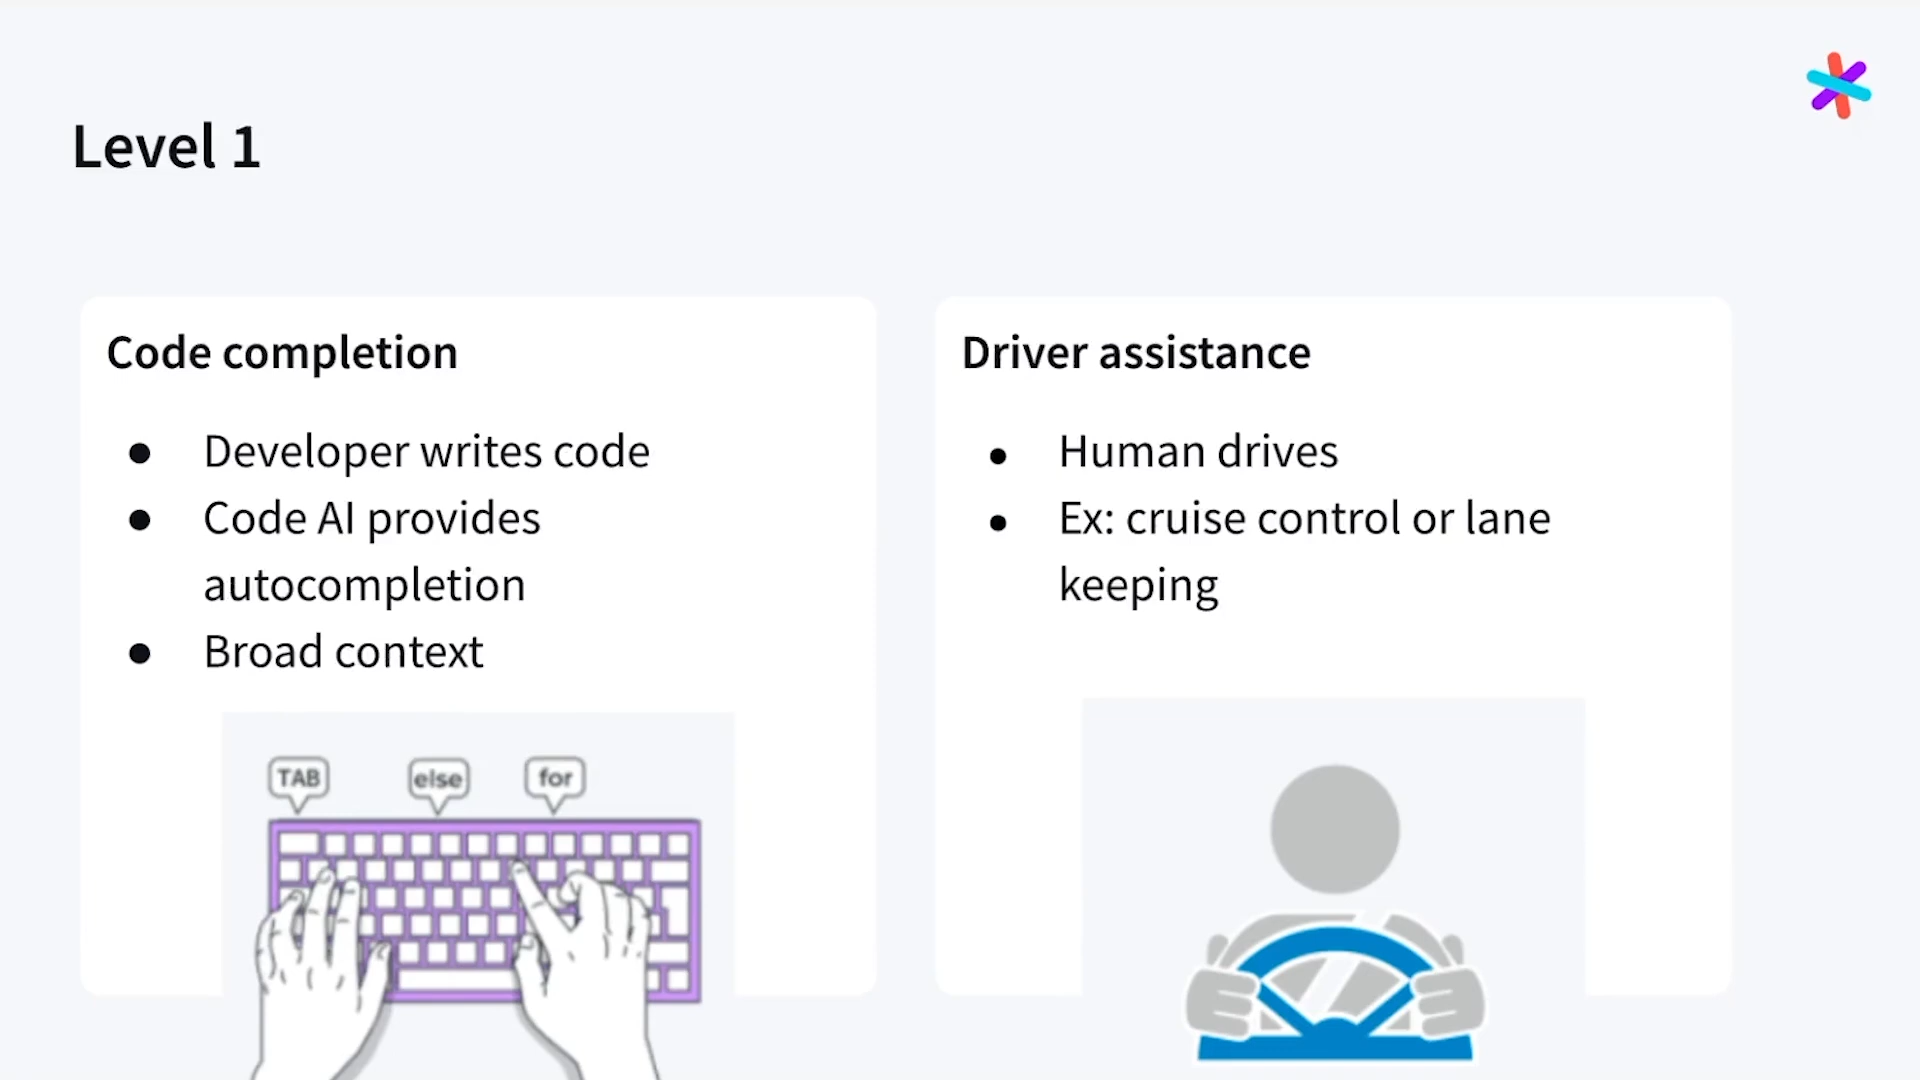 Level 1
Code completion
● Developer writes code
● Code AI provides
autocompletion
● Broad context
TAB
else
for
Driver assistance
● Human drives
● Ex: cruise control or lane
keeping